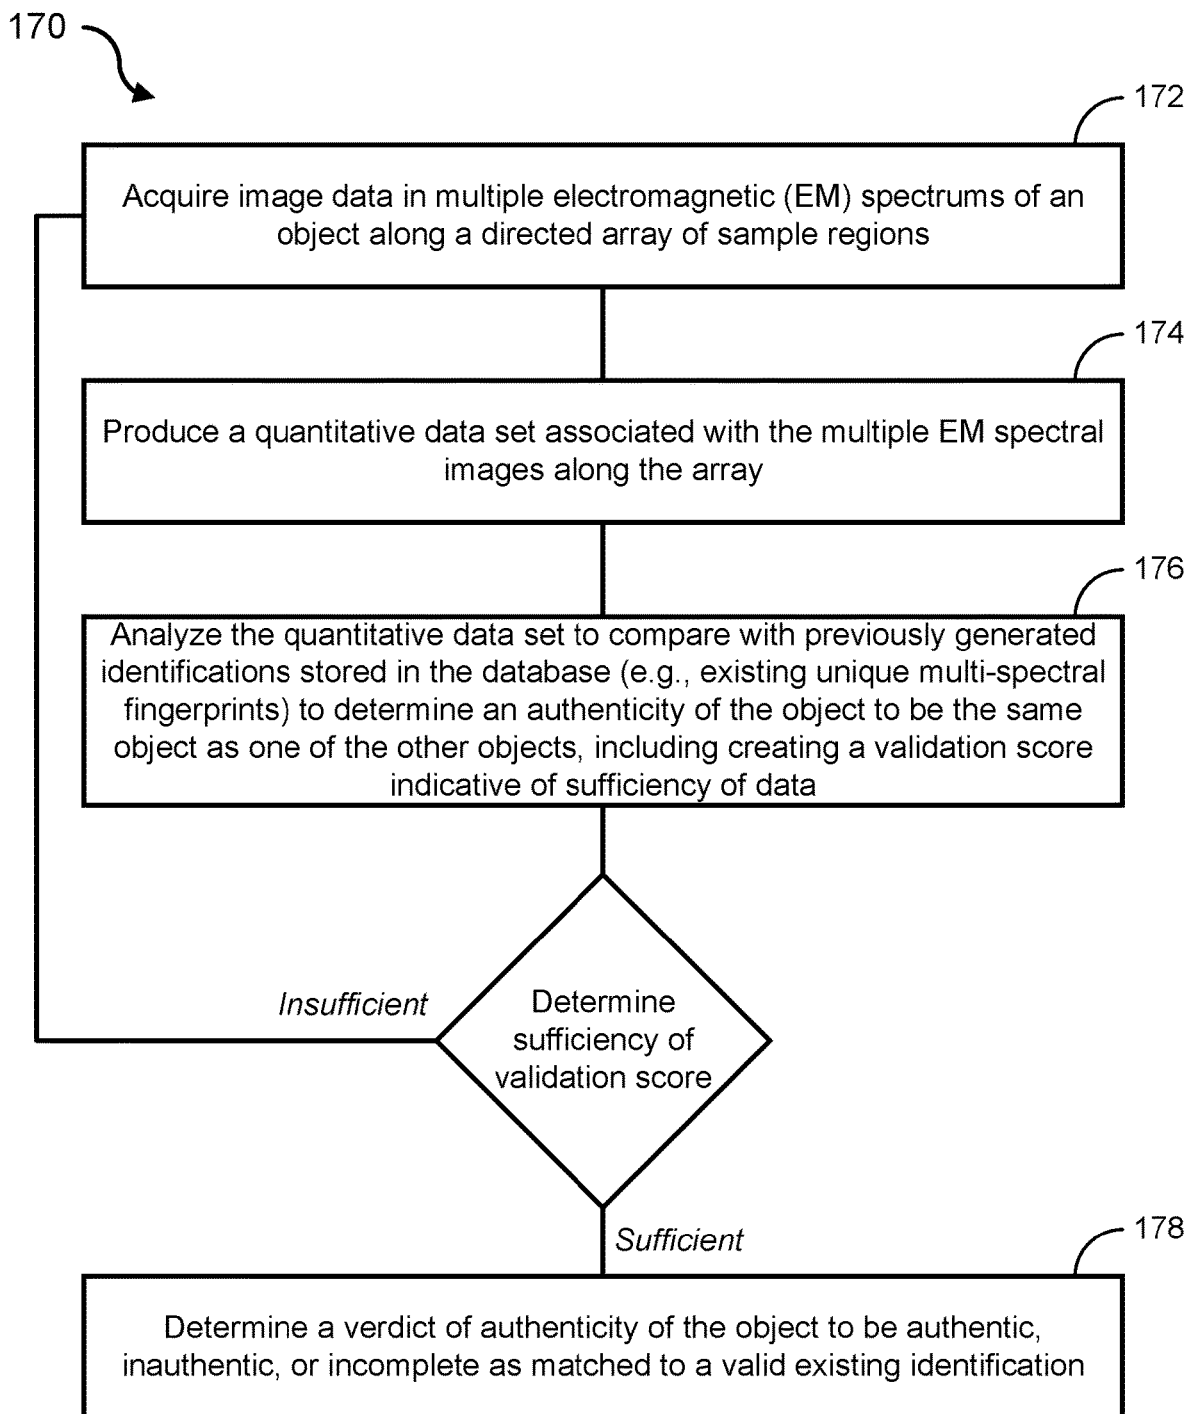 170
172
Acquire image data in multiple electromagnetic (EM) spectrums of an
object along a directed array of sample regions
174
Produce a quantitative data set associated with the multiple EM spectral
images along the array
176
Analyze the quantitative data set to compare with previously generated
identifications stored in the database (e.g., existing unique multi-spectral
fingerprints) to determine an authenticity of the object to be the same
object as one of the other objects, including creating a validation score
indicative of sufficiency of data
Insufficient
Determine
sufficiency of
validation score
Sufficient
178
Determine a verdict of authenticity of the object to be authentic,
inauthentic, or incomplete as matched to a valid existing identification